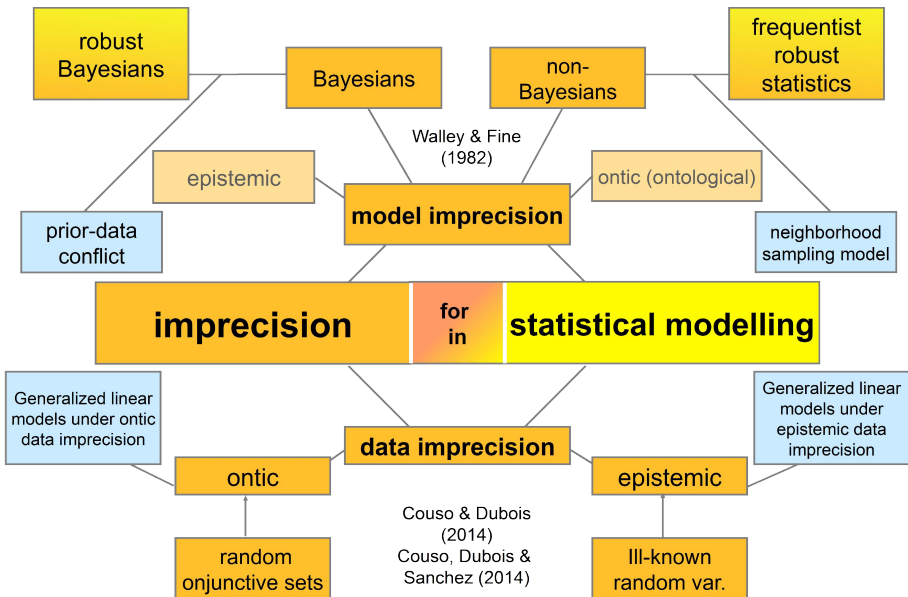 robust
Bayesians
Bayesians
non-
Bayesians
frequentist
robust
statistics
Walley & Fine
(1982)
epistemic
ontic (ontological)
model imprecision
prior-data
conflict
neighborhood
sampling model
imprecision
for
in
statistical modelling
Generalized linear
models under ontic
data imprecision
Generalized linear
models under
epistemic data
imprecision
data imprecision
ontic
epistemic
Couso & Dubois
(2014)
Couso, Dubois &
Sanchez (2014)
random
onjunctive sets
Ill-known
random var.